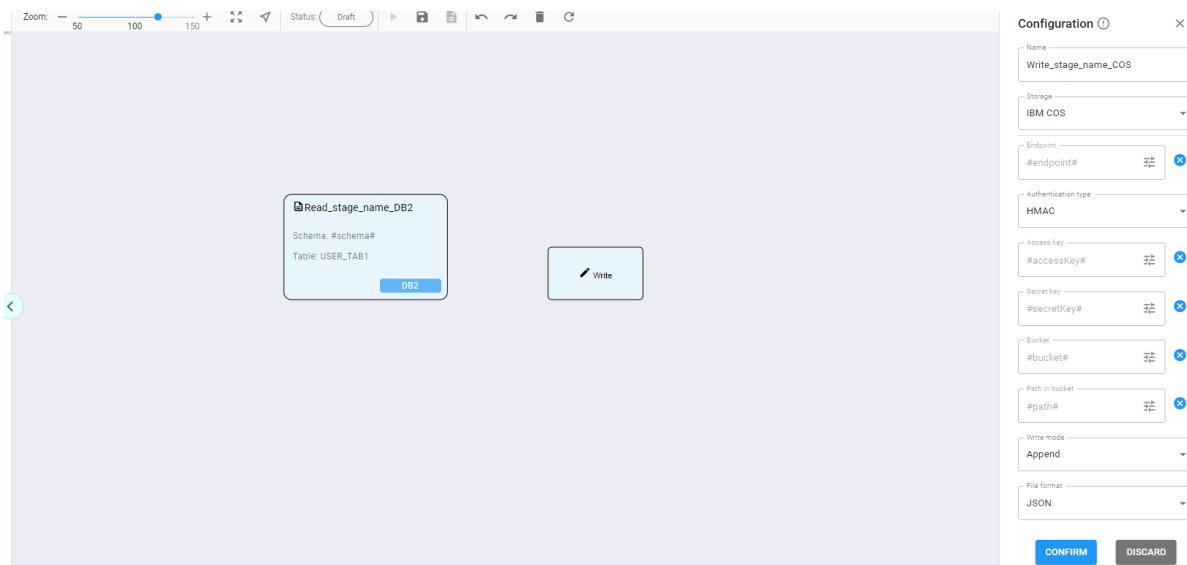 Zoom:
50 100 150
Status: Draft
Configuration
Name
Write_stage_name_COS
Storage
IBM COS
Endpoint
#endpoint#
Authentication type
HMAC
Access key
#accessKey#
Secret key
#secretKey#
Bucket
#bucket#
Path in bucket
#path#
Write mode
Append
File format
JSON
CONFIRM DISCARD
Read_stage_name_DB2
Schema: #schema#
Table: USER_TAB1
DB2
Write